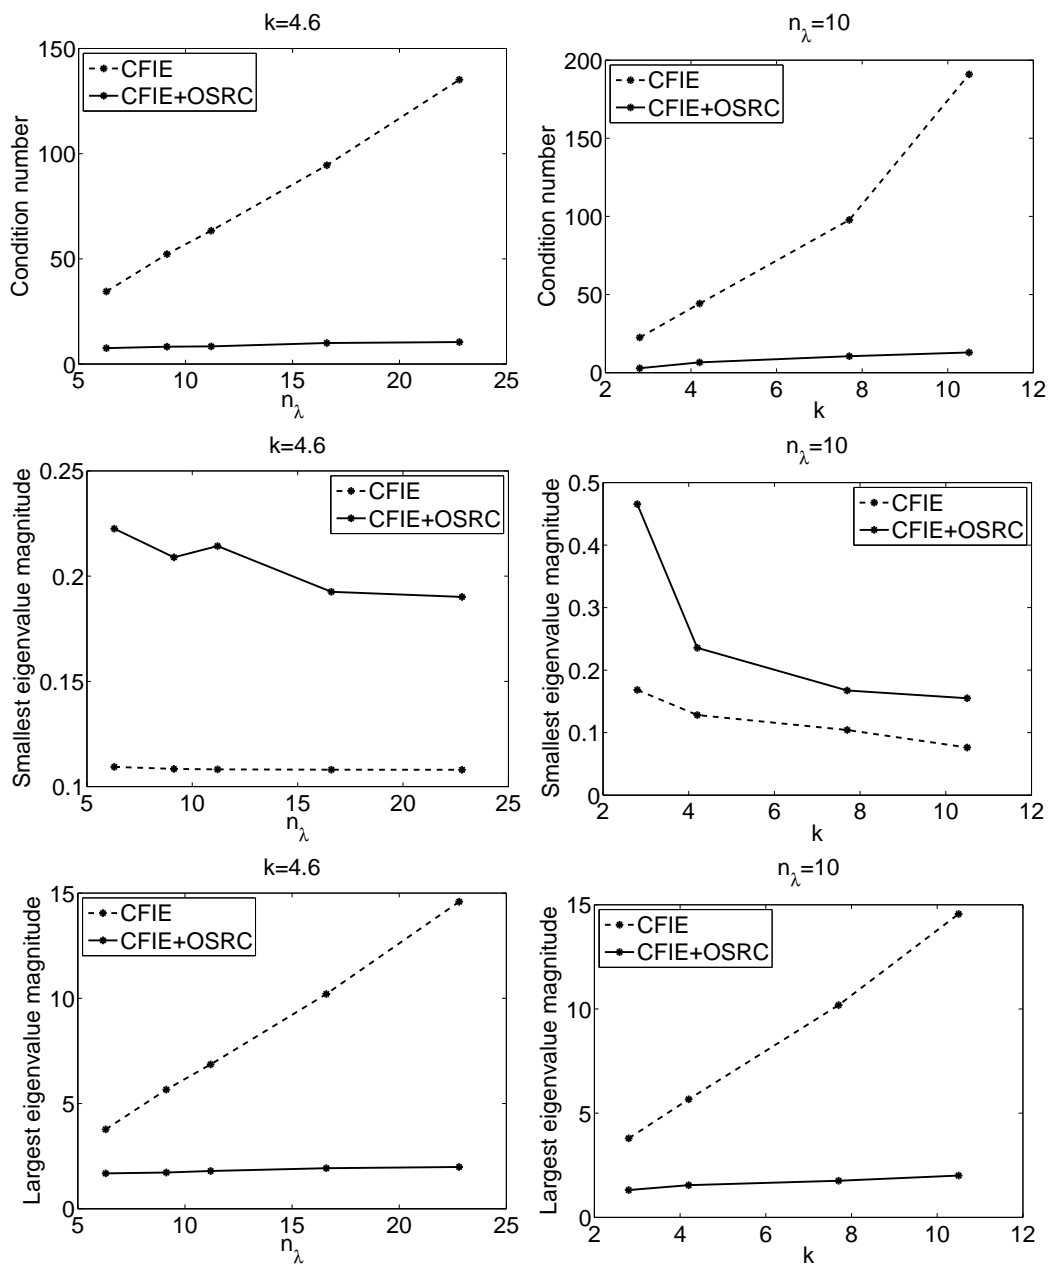 k=4.6
150
100
50
0
5
10
15
20
25
Condition number
n_λ
CFIE
CFIE+OSRC
n_λ=10
200
150
100
50
0
2
4
6
8
10
12
Condition number
k
CFIE
CFIE+OSRC
k=4.6
0.25
0.2
0.15
0.1
5
10
15
20
25
Smallest eigenvalue magnitude
n_λ
CFIE
CFIE+OSRC
n_λ=10
0.5
0.4
0.3
0.2
0.1
0
2
4
6
8
10
12
Smallest eigenvalue magnitude
k
CFIE
CFIE+OSRC
k=4.6
15
10
5
0
5
10
15
20
25
Largest eigenvalue magnitude
n_λ
CFIE
CFIE+OSRC
n_λ=10
15
10
5
0
2
4
6
8
10
12
Largest eigenvalue magnitude
k
CFIE
CFIE+OSRC